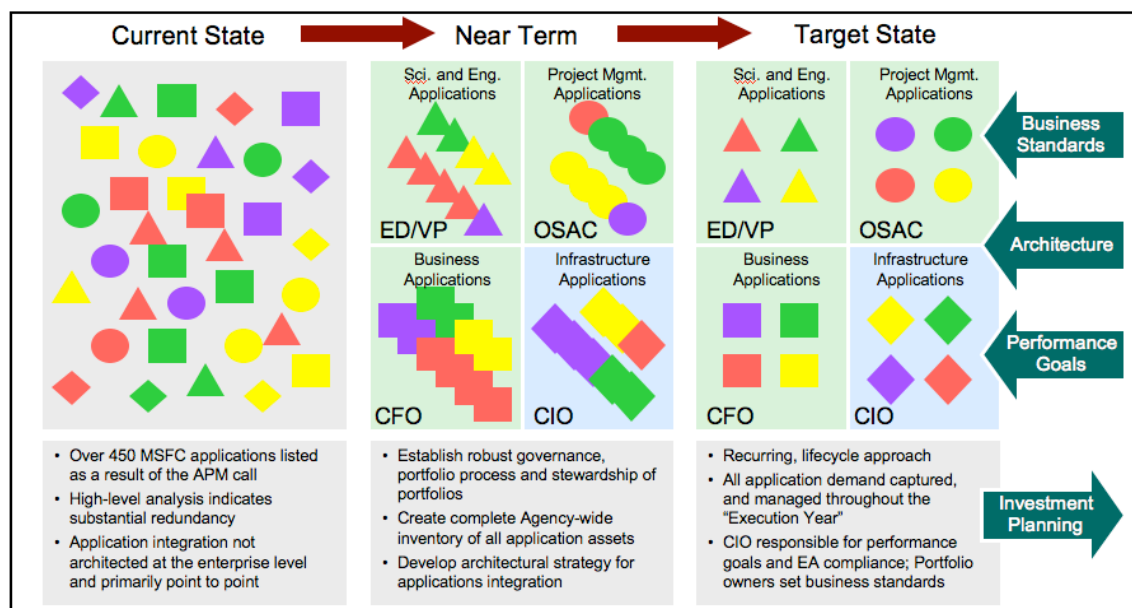 Current State
Near Term
Target State
Sci. and Eng.
Applications
Project Mgmt.
Applications
ED/VP
OSAC
Business
Applications
Infrastructure
Applications
CFO
CIO
Sci. and Eng.
Applications
Project Mgmt.
Applications
ED/VP
OSAC
Business
Applications
Infrastructure
Applications
CFO
CIO
Business
Standards
Architecture
Performance
Goals
• Over 450 MSFC applications listed
as a result of the APM call
• High-level analysis indicates
substantial redundancy
• Application integration not
architected at the enterprise level
and primarily point to point
• Establish robust governance,
portfolio process and stewardship of
portfolios
• Create complete Agency-wide
inventory of all application assets
• Develop architectural strategy for
applications integration
• Recurring, lifecycle approach
• All application demand captured,
and managed throughout the
“Execution Year”
• CIO responsible for performance
goals and EA compliance; Portfolio
owners set business standards
Investment
Planning